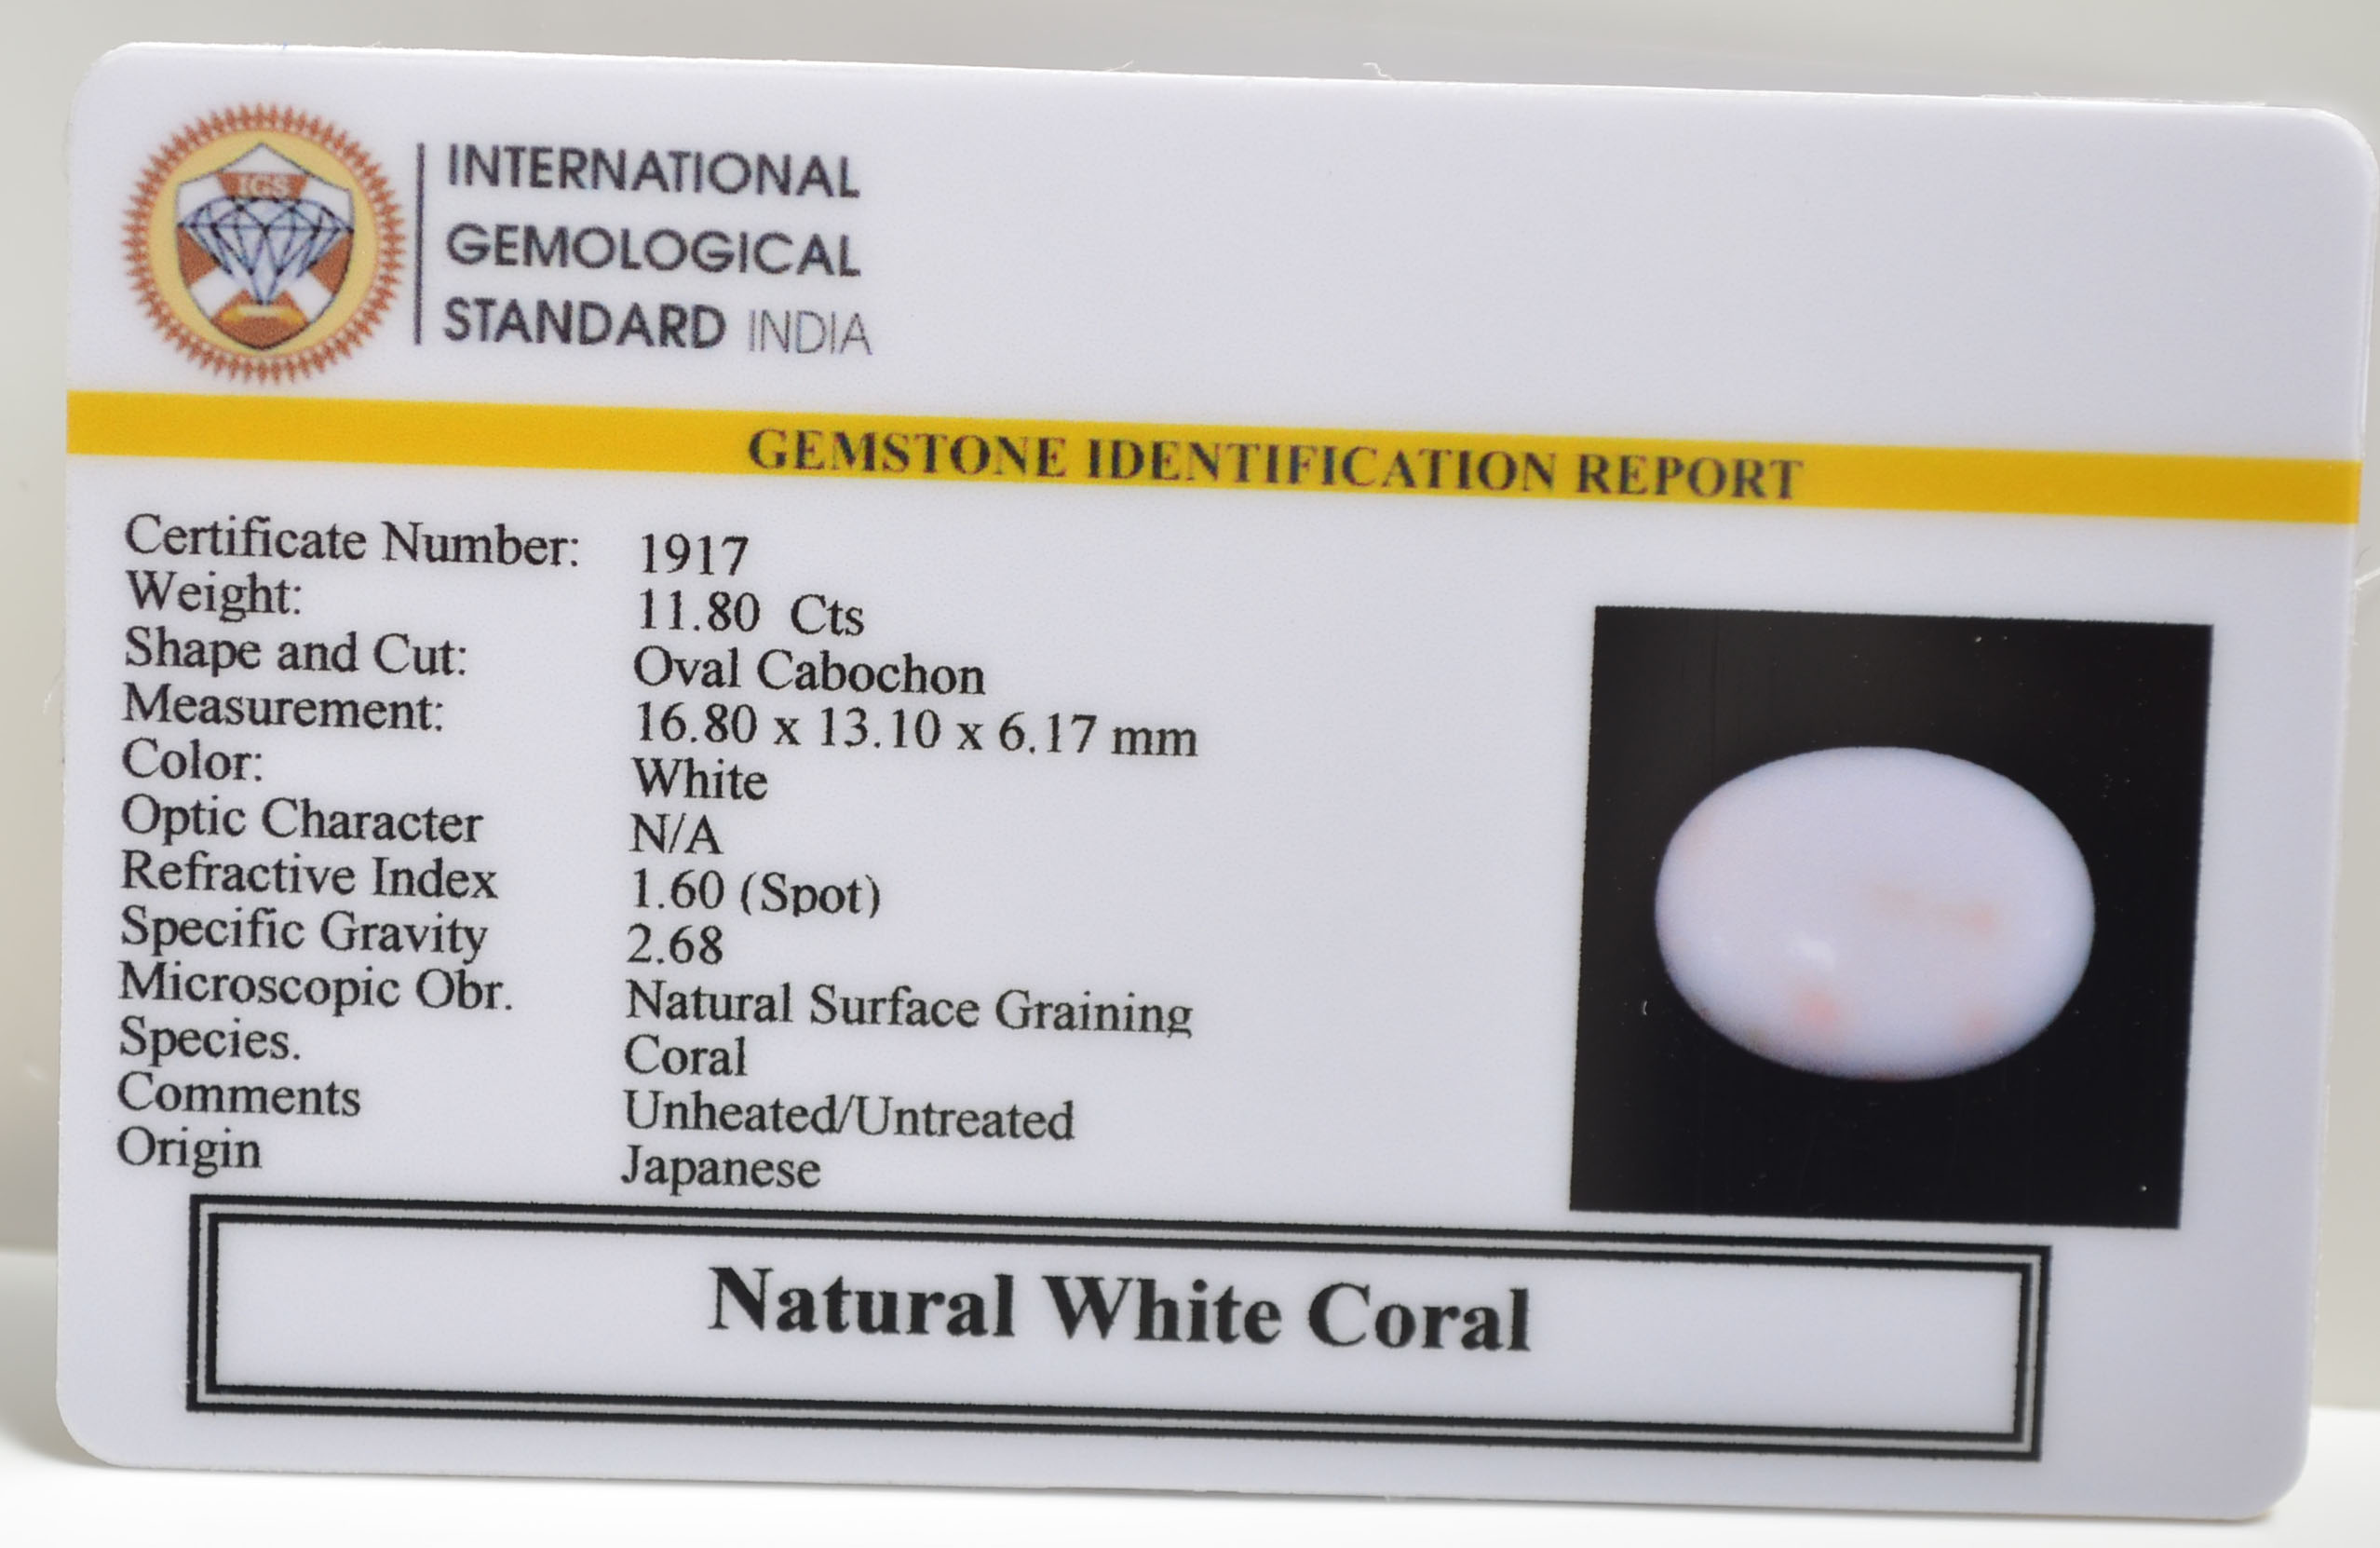 IGS
INTERNATIONAL
GEMOLOGICAL
STANDARD INDIA
GEMSTONE IDENTIFICATION REPORT
Certificate Number: 1917
Weight: 11.80 Cts
Shape and Cut: Oval Cabochon
Measurement: 16.80 x 13.10 x 6.17 mm
Color: White
Optic Character N/A
Refractive Index 1.60 (Spot)
Specific Gravity 2.68
Microscopic Obr. Natural Surface Graining
Species. Coral
Comments Unheated/Untreated
Origin Japanese
Natural White Coral